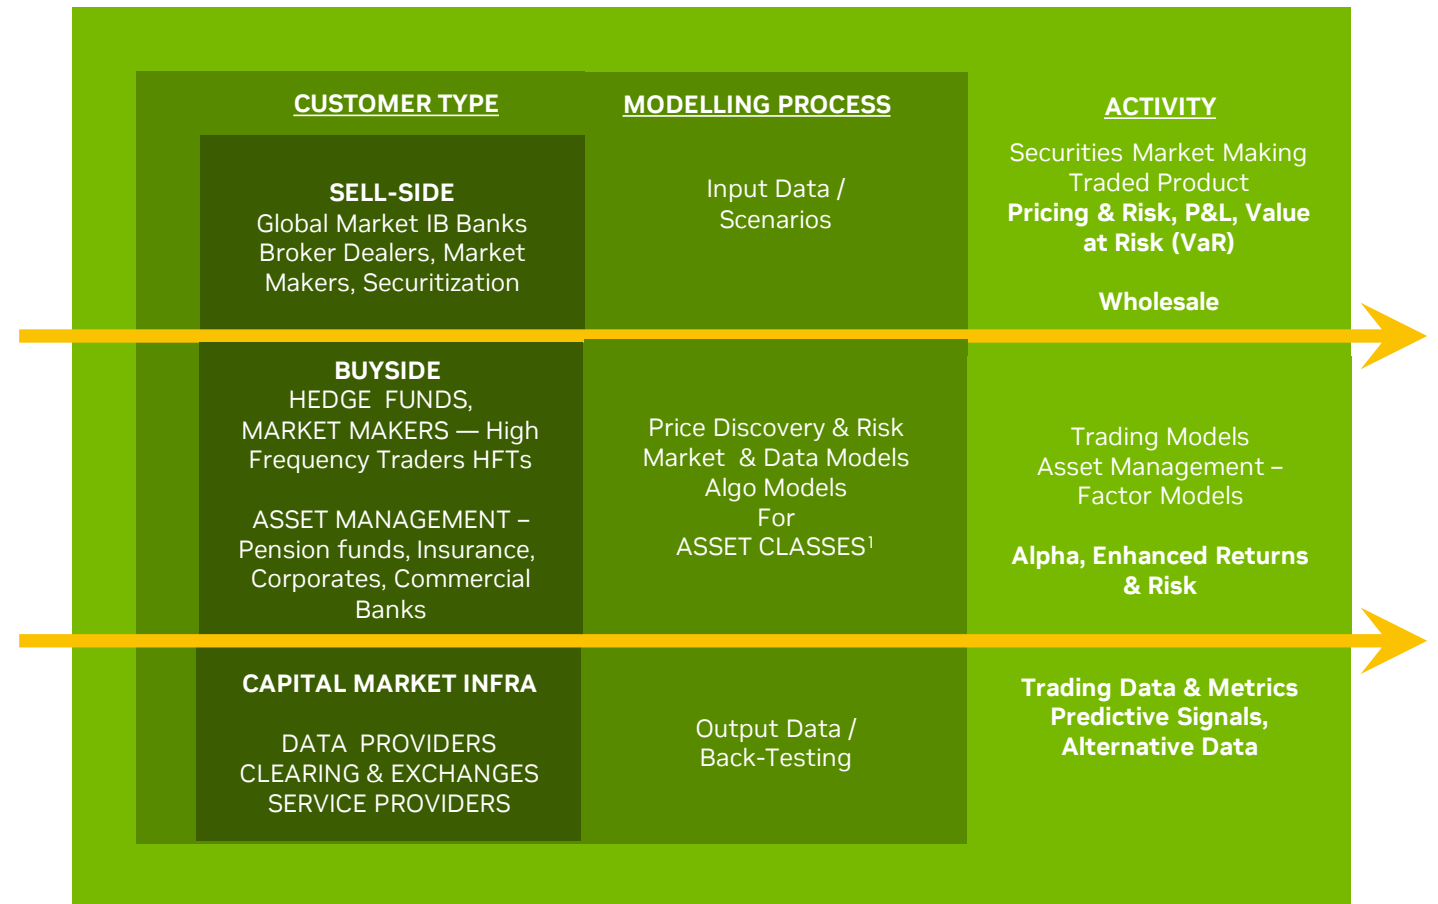 CUSTOMER TYPE
MODELLING PROCESS
ACTIVITY
SELL-SIDE
Global Market IB Banks
Broker Dealers, Market
Makers, Securitization
Input Data /
Scenarios
Securities Market Making
Traded Product
Pricing & Risk, P&L, Value
at Risk (VaR)
Wholesale
BUYSIDE
HEDGE FUNDS,
MARKET MAKERS — High
Frequency Traders HFTs
ASSET MANAGEMENT –
Pension funds, Insurance,
Corporates, Commercial
Banks
Price Discovery & Risk
Market & Data Models
Algo Models
For
ASSET CLASSES¹
Trading Models
Asset Management –
Factor Models
Alpha, Enhanced Returns
& Risk
CAPITAL MARKET INFRA
DATA PROVIDERS
CLEARING & EXCHANGES
SERVICE PROVIDERS
Output Data /
Back-Testing
Trading Data & Metrics
Predictive Signals,
Alternative Data